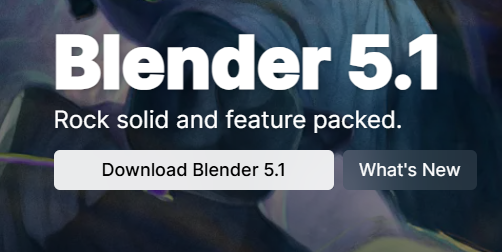 Blender 5.1
Rock solid and feature packed.
Download Blender 5.1
What's New